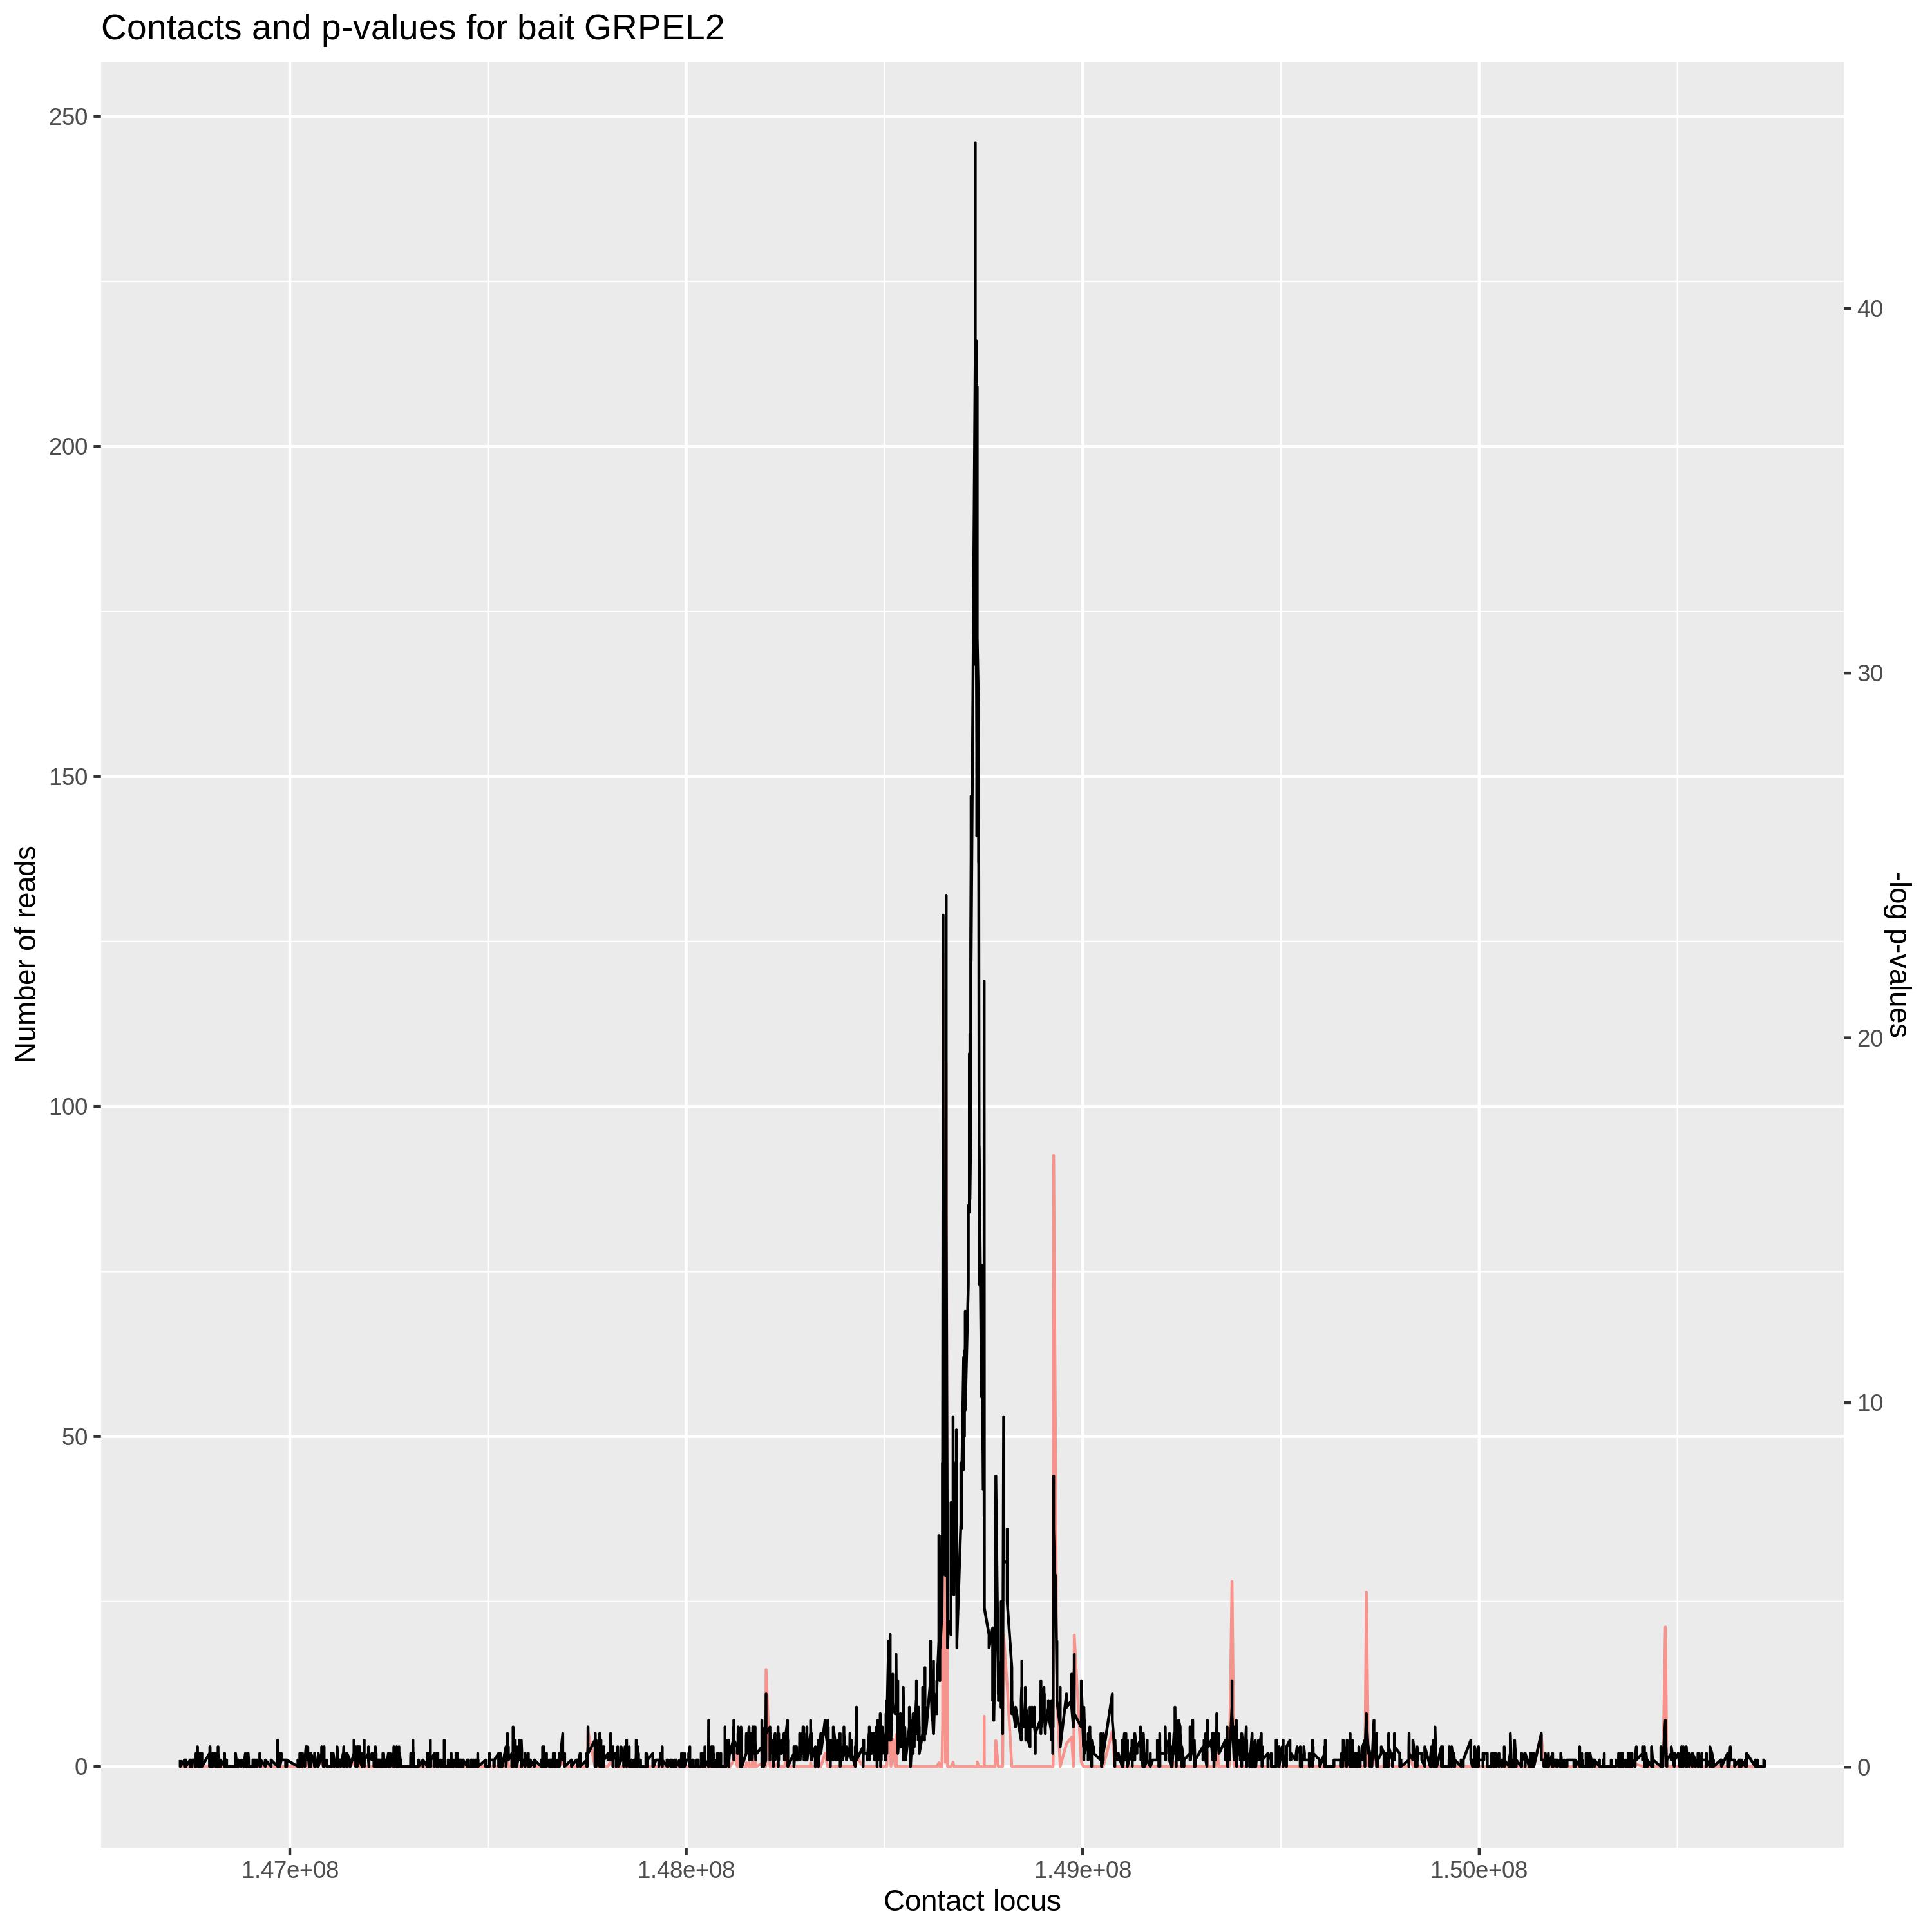 Contacts and p-values for bait GRPEL2
250
200
150
100
50
0
Number of reads
40
30
20
10
0
-log p-values
1.47e+08
1.48e+08
1.49e+08
1.50e+08
Contact locus